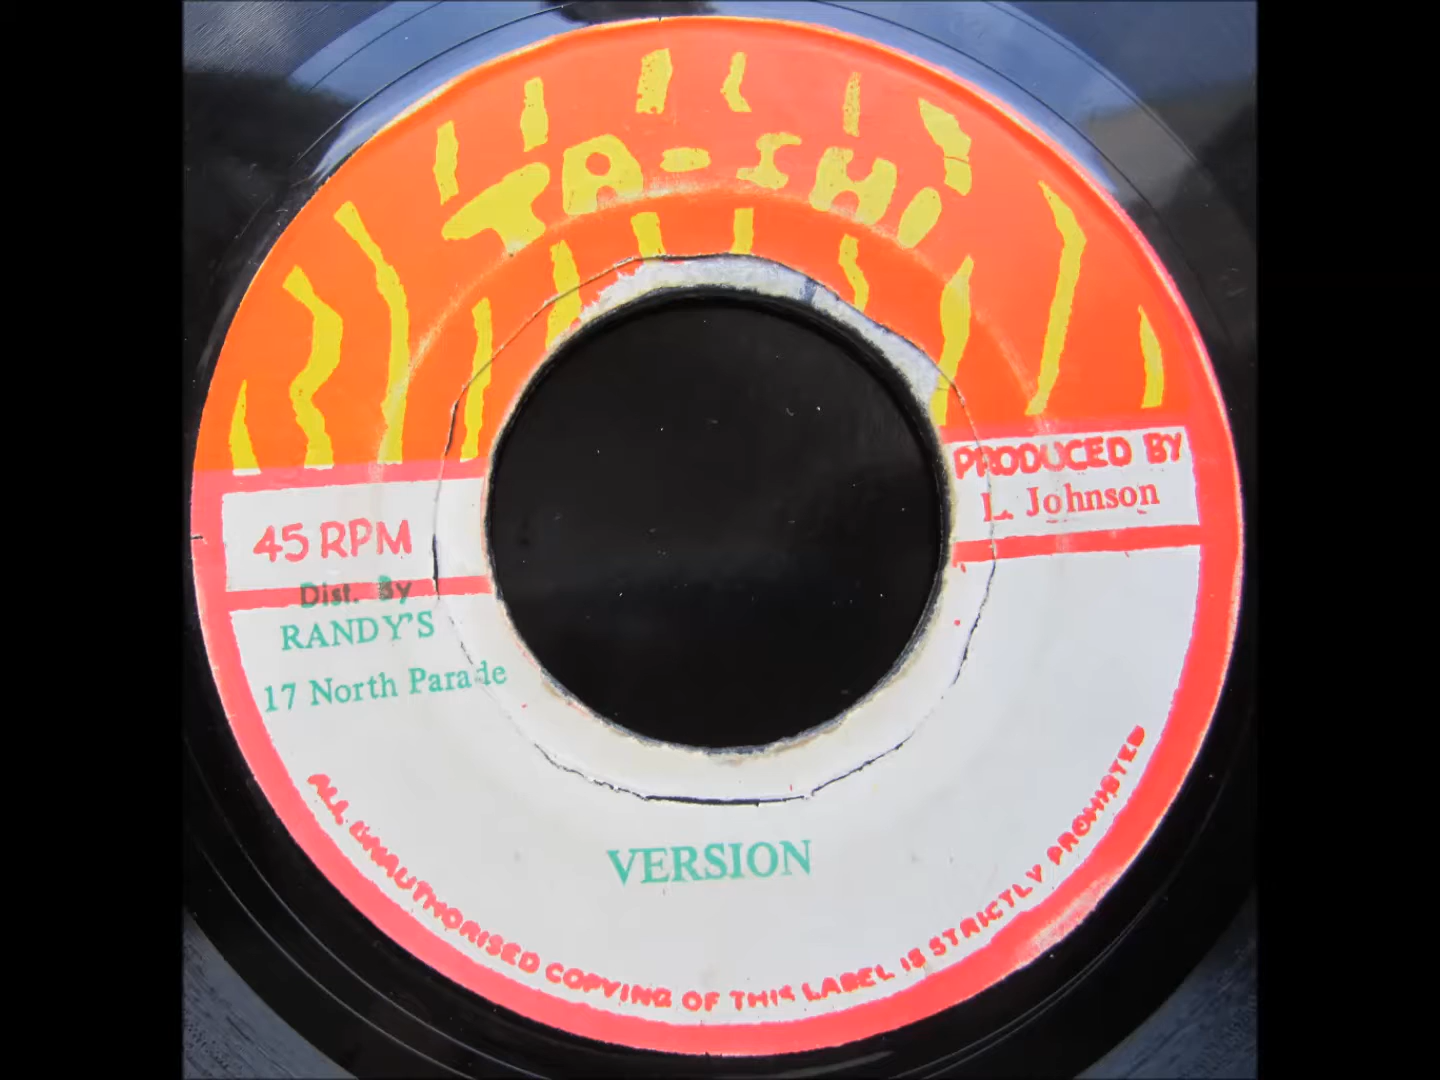 TA-SHI
PRODUCED BY
L. Johnson
45 RPM
Dist. By
RANDY'S
17 North Parade
VERSION
ALL UNAUTHORISED COPYING OF THIS LABEL IS STRICTLY PROHIBITED